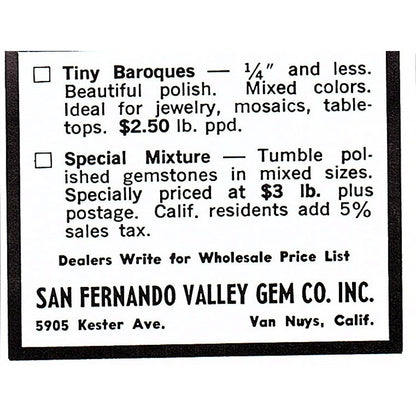 ☐ Tiny Baroques — ¼" and less.
Beautiful polish. Mixed colors.
Ideal for jewelry, mosaics, table-
tops. $2.50 lb. ppd.
☐ Special Mixture — Tumble pol-
ished gemstones in mixed sizes.
Specially priced at $3 lb. plus
postage. Calif. residents add 5%
sales tax.
Dealers Write for Wholesale Price List
SAN FERNANDO VALLEY GEM CO. INC.
5905 Kester Ave. Van Nuys, Calif.